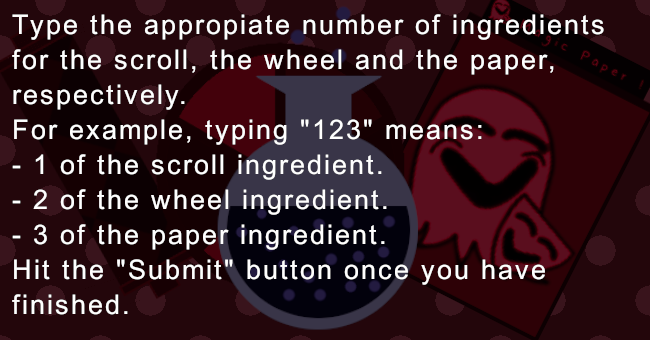 Type the appropiate number of ingredients
for the scroll, the wheel and the paper,
respectively.
For example, typing "123" means:
- 1 of the scroll ingredient.
- 2 of the wheel ingredient.
- 3 of the paper ingredient.
Hit the "Submit" button once you have
finished.
Paper